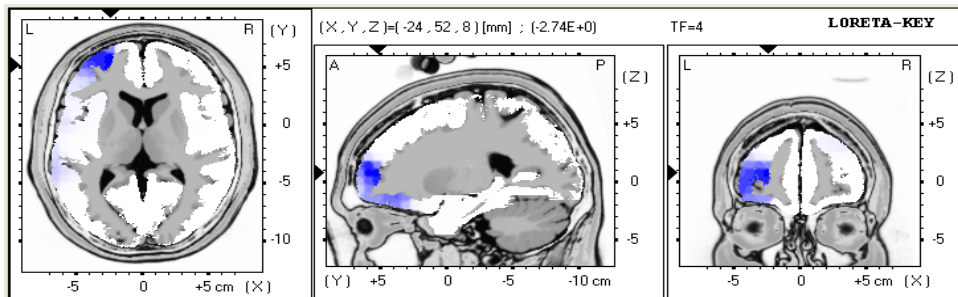 L R (Y) (X,Y,Z)=(-24,52,8)[mm] ; (-2.74E+0) TF=4 LORETA-KEY
A P (Z) L R (Z)
+5 +5 +5
0 0 0
-5 -5 -5
-10
-5 0 +5 cm (X) (Y) +5 0 -5 -10 cm -5 0 +5 cm (X)